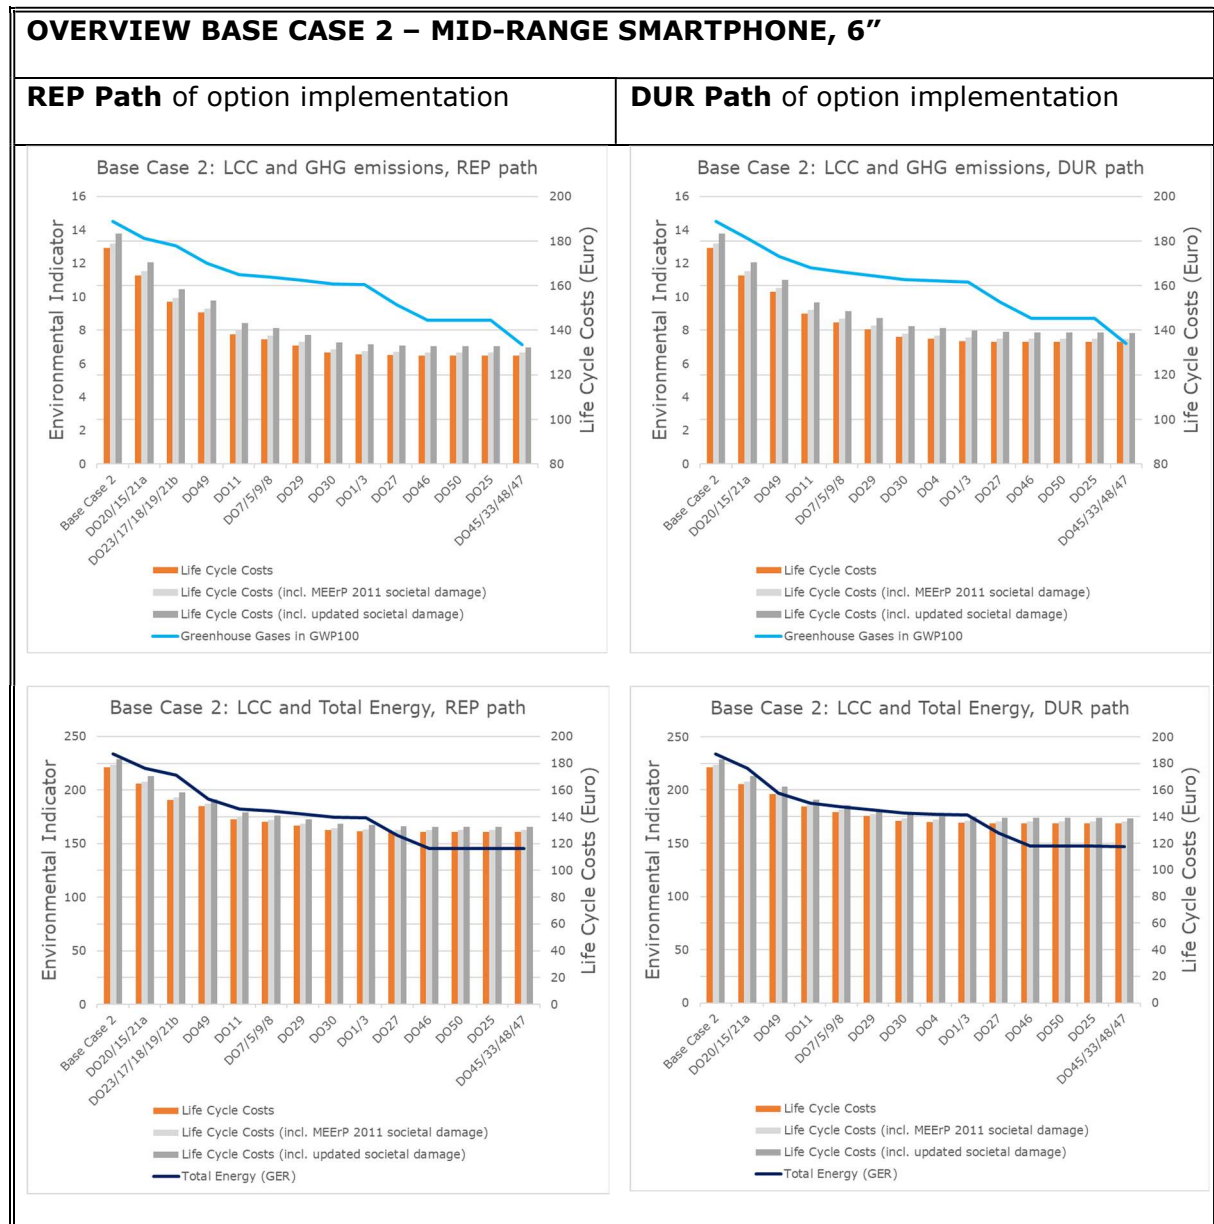 OVERVIEW BASE CASE 2 – MID-RANGE SMARTPHONE, 6”
REP Path of option implementation
DUR Path of option implementation
Base Case 2: LCC and GHG emissions, REP path
Environmental Indicator
16
14
12
10
8
6
4
2
0
200
180
160
140
120
100
80
Life Cycle Costs (Euro)
Base Case 2
DO20/15/21a
DO23/17/18/19/21b
DO49
DO11
DO7/5/9/8
DO29
DO30
DO1/3
DO27
DO46
DO50
DO25
DO45/33/48/47
Life Cycle Costs
Life Cycle Costs (incl. MEErP 2011 societal damage)
Life Cycle Costs (incl. updated societal damage)
Greenhouse Gases in GWP100
Base Case 2: LCC and GHG emissions, DUR path
Environmental Indicator
16
14
12
10
8
6
4
2
0
200
180
160
140
120
100
80
Life Cycle Costs (Euro)
Base Case 2
DO20/15/21a
DO49
DO11
DO7/5/9/8
DO29
DO30
DO4
DO1/3
DO27
DO46
DO50
DO25
DO45/33/48/47
Life Cycle Costs
Life Cycle Costs (incl. MEErP 2011 societal damage)
Life Cycle Costs (incl. updated societal damage)
Greenhouse Gases in GWP100
Base Case 2: LCC and Total Energy, REP path
Environmental Indicator
250
200
150
100
50
0
200
180
160
140
120
100
80
60
40
20
0
Life Cycle Costs (Euro)
Base Case 2
DO20/15/21a
DO23/17/18/19/21b
DO49
DO11
DO7/5/9/8
DO29
DO30
DO1/3
DO27
DO46
DO50
DO25
DO45/33/48/47
Life Cycle Costs
Life Cycle Costs (incl. MEErP 2011 societal damage)
Life Cycle Costs (incl. updated societal damage)
Total Energy (GER)
Base Case 2: LCC and Total Energy, DUR path
Environmental Indicator
250
200
150
100
50
0
200
180
160
140
120
100
80
60
40
20
0
Life Cycle Costs (Euro)
Base Case 2
DO20/15/21a
DO49
DO11
DO7/5/9/8
DO29
DO30
DO4
DO1/3
DO27
DO46
DO50
DO25
DO45/33/48/47
Life Cycle Costs
Life Cycle Costs (incl. MEErP 2011 societal damage)
Life Cycle Costs (incl. updated societal damage)
Total Energy (GER)